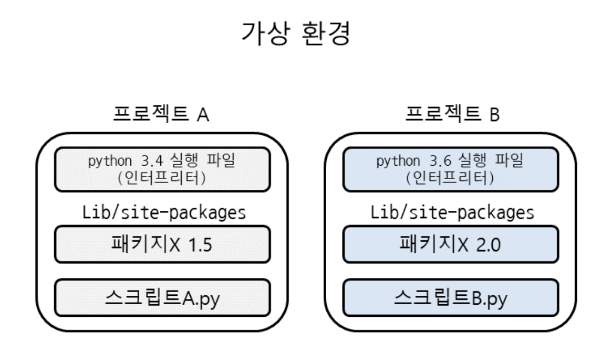 가상 환경
프로젝트 A
python 3.4 실행 파일
(인터프리터)
Lib/site-packages
패키지X 1.5
스크립트A.py
프로젝트 B
python 3.6 실행 파일
(인터프리터)
Lib/site-packages
패키지X 2.0
스크립트B.py